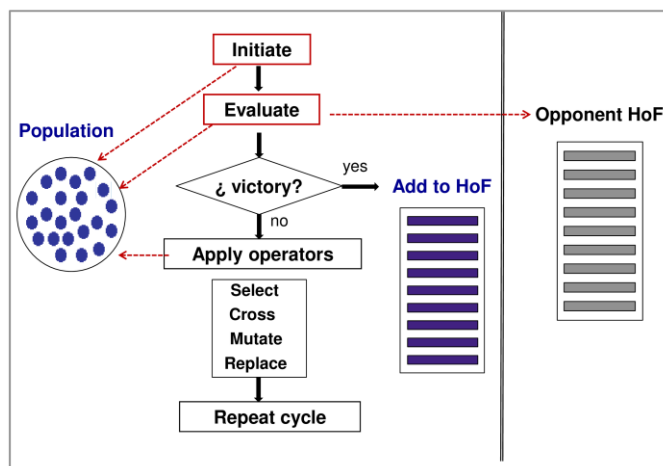 Initiate
Evaluate
Opponent HoF
Population
¿ victory?
yes
Add to HoF
no
Apply operators
Select
Cross
Mutate
Replace
Repeat cycle